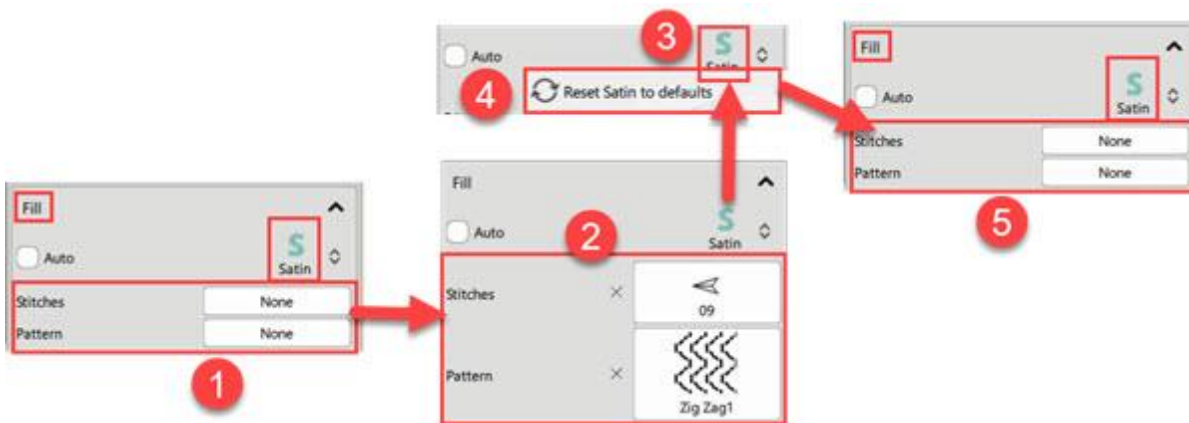 Fill
Auto
Satin
Stitches None
Pattern None
1
Fill
Auto
2
Satin
Stitches
09
Pattern
Zig Zag1
3
Auto
S
Satin
4
Reset Satin to defaults
Fill
Auto
Satin
Stitches None
Pattern None
5